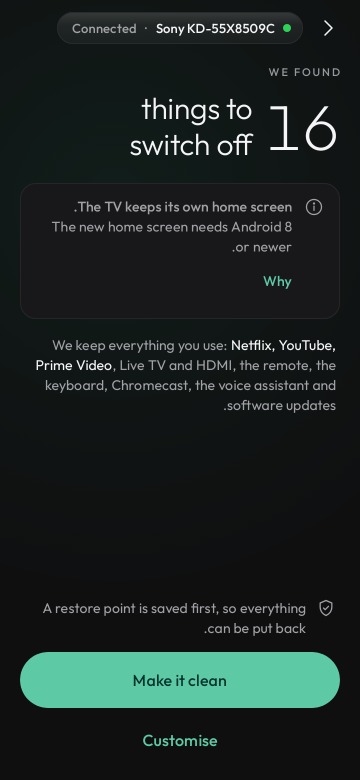 Connected · Sony KD-55X8509C
WE FOUND
16
things to
switch off
.The TV keeps its own home screen
The new home screen needs Android 8
.or newer
Why
We keep everything you use: Netflix, YouTube,
Prime Video, Live TV and HDMI, the remote, the
keyboard, Chromecast, the voice assistant and
.software updates
A restore point is saved first, so everything
.can be put back
Make it clean
Customise